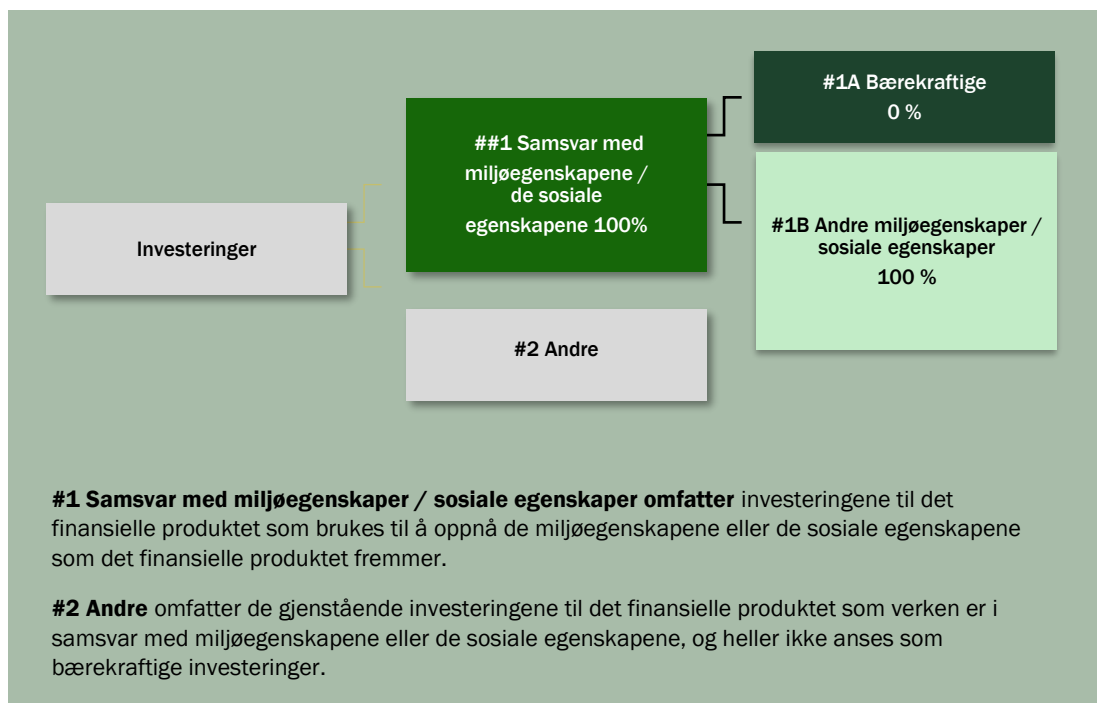 #1A Bærekraftige
0 %
##1 Samsvar med
miljøegenskapene /
de sosiale
egenskapene 100%
Investeringer
#1B Andre miljøegenskaper /
sosiale egenskaper
100 %
#2 Andre
#1 Samsvar med miljøegenskaper / sosiale egenskaper omfatter investeringene til det
finansielle produktet som brukes til å oppnå de miljøegenskapene eller de sosiale egenskapene
som det finansielle produktet fremmer.
#2 Andre omfatter de gjenstående investeringene til det finansielle produktet som verken er i
samsvar med miljøegenskapene eller de sosiale egenskapene, og heller ikke anses som
bærekraftige investeringer.